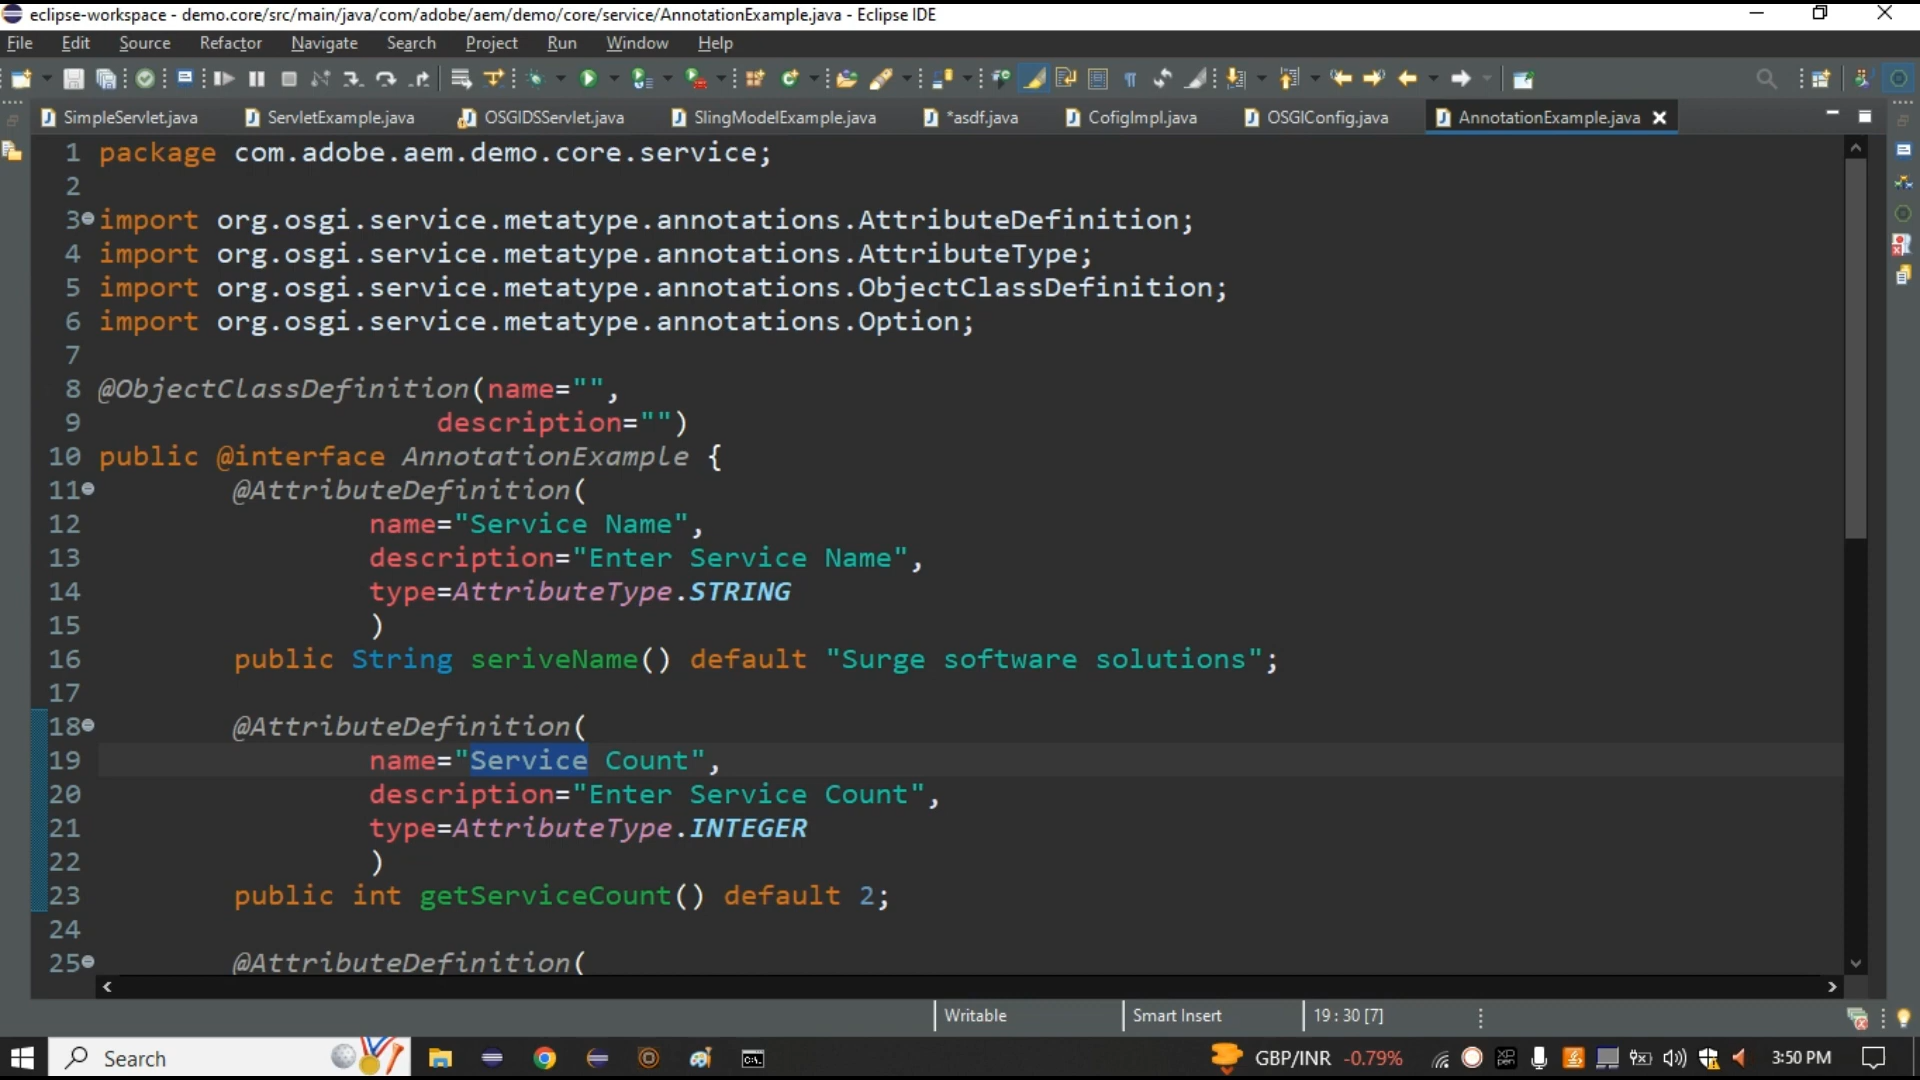 eclipse-workspace - demo.core/src/main/java/com/adobe/aem/demo/core/service/AnnotationExample.java - Eclipse IDE
File Edit Source Refactor Navigate Search Project Run Window Help
SimpleServlet.java ServletExample.java OSGIDSServlet.java SlingModelExample.java *asdf.java CofigImpl.java OSGIConfig.java AnnotationExample.java
1 package com.adobe.aem.demo.core.service;
2
3 import org.osgi.service.metatype.annotations.AttributeDefinition;
4 import org.osgi.service.metatype.annotations.AttributeType;
5 import org.osgi.service.metatype.annotations.ObjectClassDefinition;
6 import org.osgi.service.metatype.annotations.Option;
7
8 @ObjectClassDefinition(name="",
9 description="")
10 public @interface AnnotationExample {
11 @AttributeDefinition(
12 name="Service Name",
13 description="Enter Service Name",
14 type=AttributeType.STRING
15 )
16 public String seriveName() default "Surge software solutions";
17
18 @AttributeDefinition(
19 name="Service Count",
20 description="Enter Service Count",
21 type=AttributeType.INTEGER
22 )
23 public int getServiceCount() default 2;
24
25 @AttributeDefinition(
Writable Smart Insert 19 : 30 [7]
Search GBP/INR -0.79% 3:50 PM